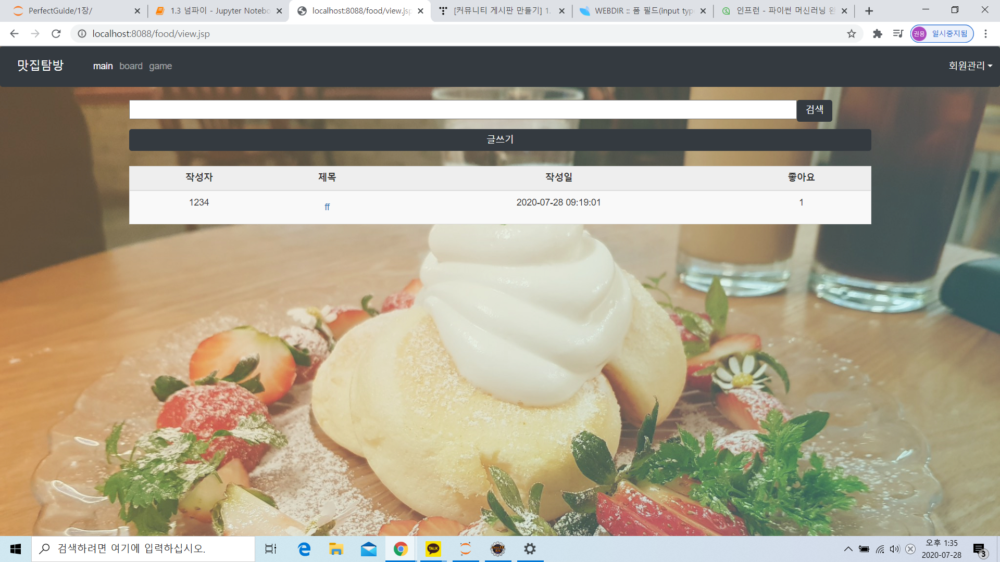 PerfectGuide/1장/
1.3 넘파이 - Jupyter Notebo
localhost:8088/food/view.jsp
[커뮤니티 게시판 만들기] 1.
WEBDIR :: 폼 필드(input typ
인프런 - 파이썬 머신러닝 완
localhost:8088/food/view.jsp
권용 일시중지됨
맛집탐방 main board game 회원관리
검색
글쓰기
작성자 제목 작성일 좋아요
1234 ff 2020-07-28 09:19:01 1
검색하려면 여기에 입력하십시오.
TALK
오후 1:35
2020-07-28
3